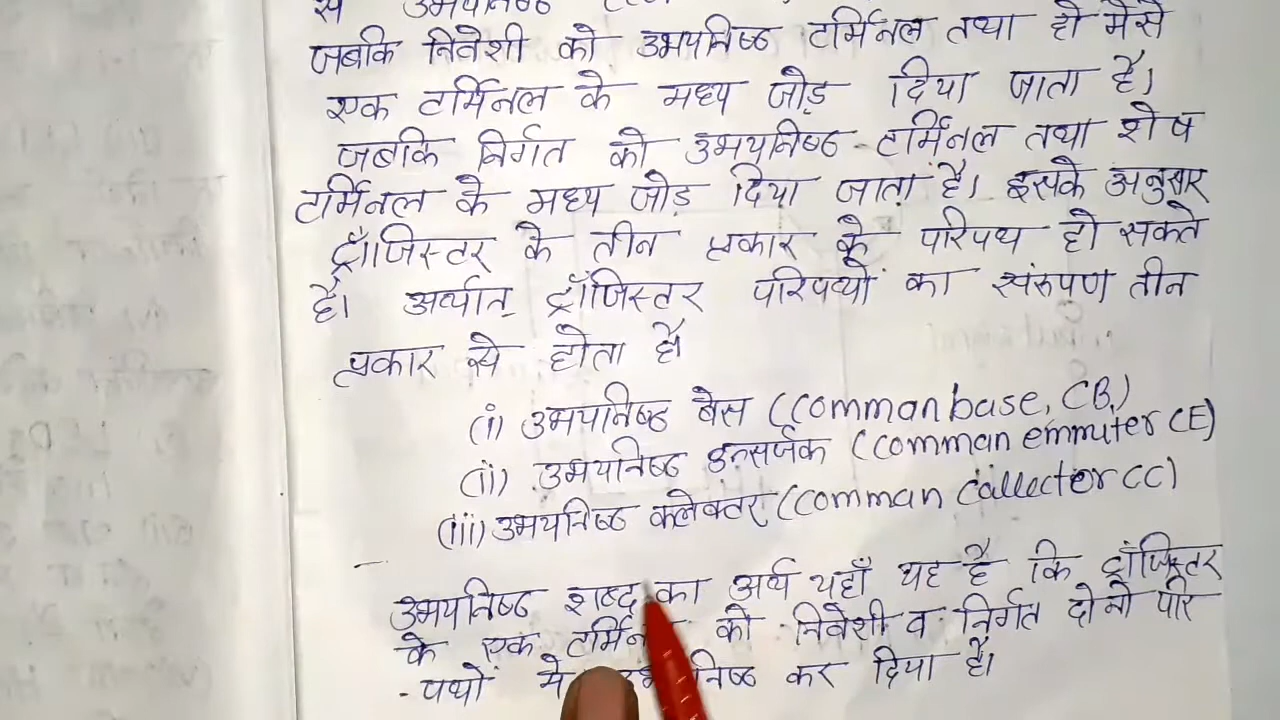 से उभयनिष्ठ
जबकि निवेशी को उभयनिष्ठ टर्मिनल तथा हो मैसे
एक टर्मिनल के मध्य जोड़ दिया जाता है।
जबकि निर्गत को उभयनिष्ठ टर्मिनल तथा शेष
टर्मिनल के मध्य जोड़ दिया जाता है। इसके अनुसार
ट्रॉजिस्टर के तीन प्रकार के परिपथ हो सकते
है। अर्थात् ट्रॉजिस्टर परिपथों का संरुपण तीन
प्रकार से होता है।
(i) उभयनिष्ठ बेस (Comman base, CB)
(ii) उभयनिष्ठ उत्सर्जक (Comman emmuter CE)
(iii) उभयनिष्ठ क्लेक्टर (Comman Callector CC)
उभयनिष्ठ शब्द का अर्थ यहाँ यह है कि ट्रांजिस्टर
के एक को निवेशी व निर्गत दोनो परि
-पथों मे कर दिया है।